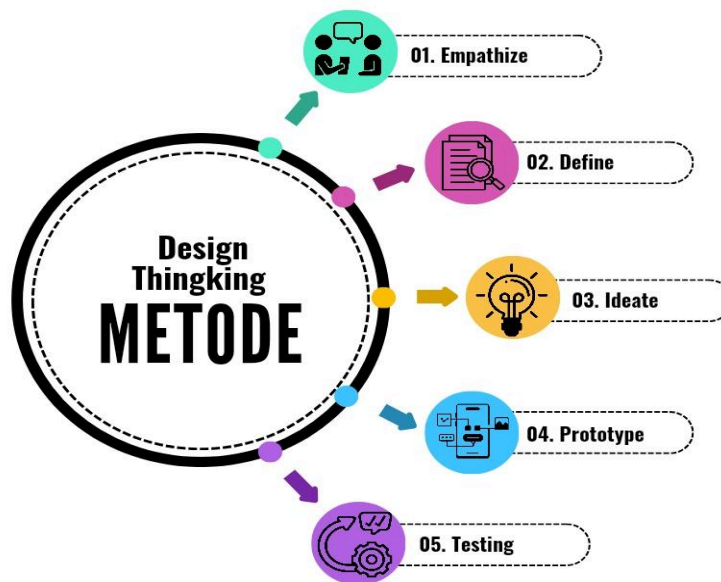 Design
Thingking
METODE
01. Empathize
02. Define
03. Ideate
04. Prototype
05. Testing